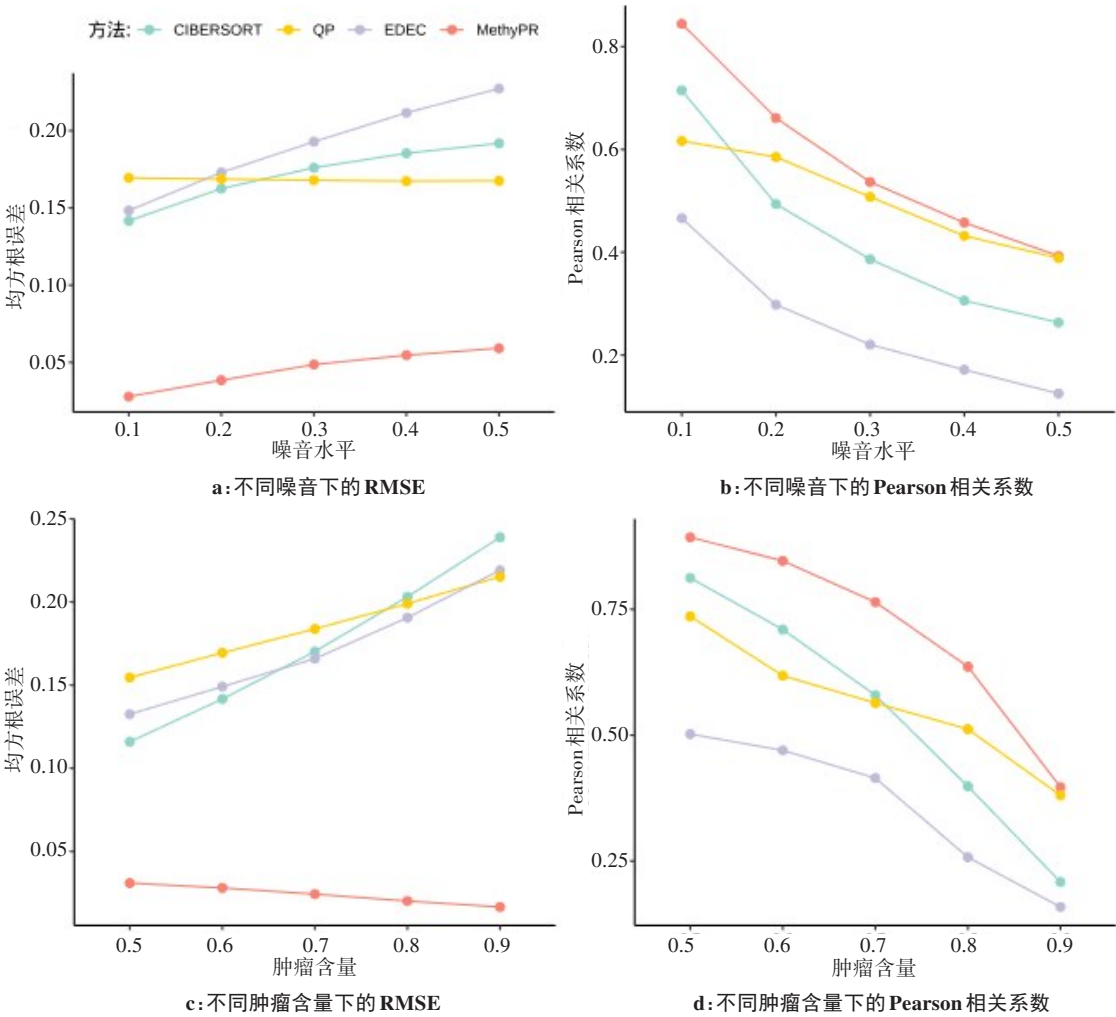 方法: CIBERSORT QP EDEC MethyPR
均方根误差
0.20
0.15
0.10
0.05
0.1 0.2 0.3 0.4 0.5
噪音水平
a:不同噪音下的RMSE
Pearson相关系数
0.8
0.6
0.4
0.2
0.1 0.2 0.3 0.4 0.5
噪音水平
b:不同噪音下的Pearson相关系数
均方根误差
0.25
0.20
0.15
0.10
0.05
0.5 0.6 0.7 0.8 0.9
肿瘤含量
c:不同肿瘤含量下的RMSE
Pearson相关系数
0.75
0.50
0.25
0.5 0.6 0.7 0.8 0.9
肿瘤含量
d:不同肿瘤含量下的Pearson相关系数